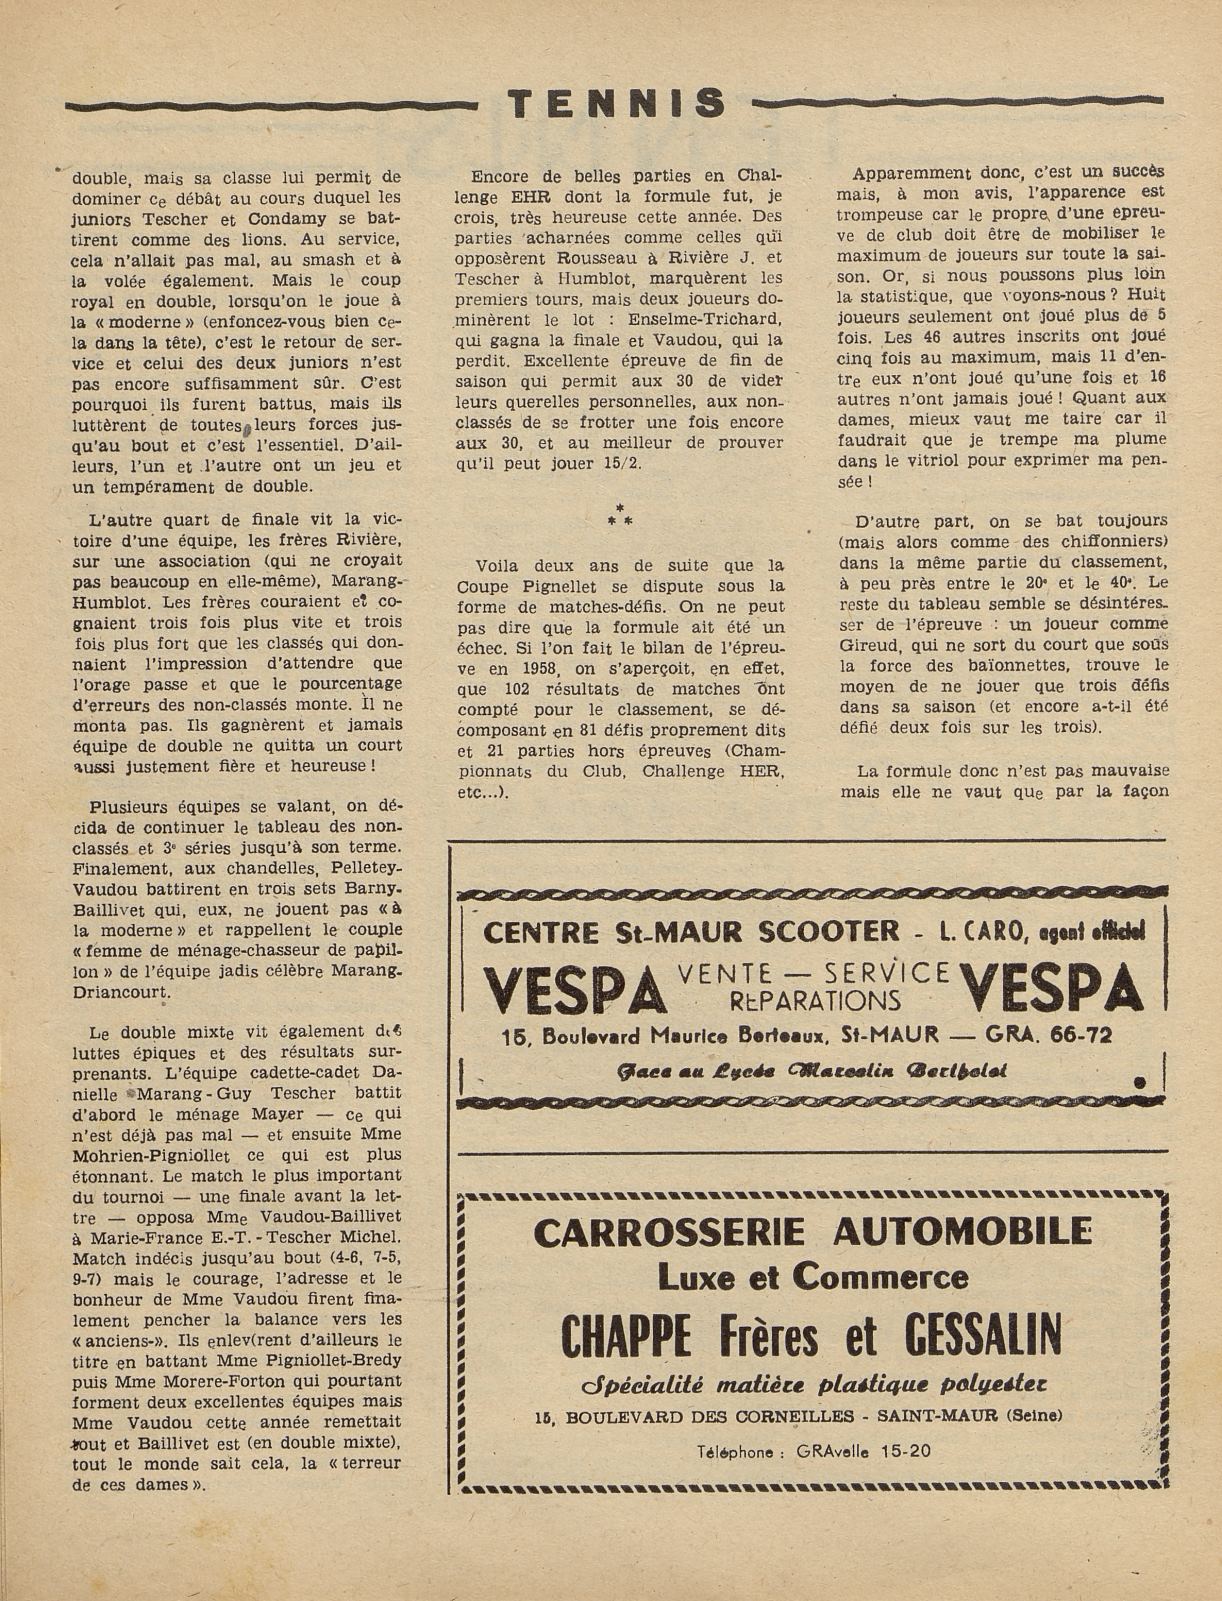 TENNIS
double, mais sa classe lui permit de
dominer ce débât au cours duquel les
juniors Tescher et Condamy se bat-
tirent comme des lions. Au service,
cela n'allait pas mal, au smash et à
la volée également. Mais le coup
royal en double, lorsqu'on le joue à
la « moderne » (enfoncez-vous bien ce-
la dans la tête), c'est le retour de ser-
vice et celui des deux juniors n'est
pas encore suffisamment sûr. C'est
pourquoi ils furent battus, mais ils
luttèrent de toutes leurs forces jus-
qu'au bout et c'est l'essentiel. D'ail-
leurs, l'un et l'autre ont un jeu et
un tempérament de double.
L'autre quart de finale vit la vic-
toire d'une équipe, les frères Rivière,
sur une association (qui ne croyait
pas beaucoup en elle-même), Marang-
Humblot. Les frères couraient et co-
gnaient trois fois plus vite et trois
fois plus fort que les classés qui don-
naient l'impression d'attendre que
l'orage passe et que le pourcentage
d'erreurs des non-classés monte. Il ne
monta pas. Ils gagnèrent et jamais
équipe de double ne quitta un court
aussi justement fière et heureuse !
Plusieurs équipes se valant, on dé-
cida de continuer le tableau des non-
classés et 3e séries jusqu'à son terme.
Finalement, aux chandelles, Pelletey-
Vaudou battirent en trois sets Barny-
Baillivet qui, eux, ne jouent pas « à
la moderne » et rappellent le couple
« femme de ménage-chasseur de papil-
lon » de l'équipe jadis célèbre Marang-
Driancourt.
Le double mixte vit également des
luttes épiques et des résultats sur-
prenants. L'équipe cadette-cadet Da-
nielle Marang - Guy Tescher battit
d'abord le ménage Mayer — ce qui
n'est déjà pas mal — et ensuite Mme
Mohrien-Pigniollet ce qui est plus
étonnant. Le match le plus important
du tournoi — une finale avant la let-
tre — opposa Mme Vaudou-Baillivet
à Marie-France E.-T. - Tescher Michel.
Match indécis jusqu'au bout (4-6, 7-5,
9-7) mais le courage, l'adresse et le
bonheur de Mme Vaudou firent fina-
lement pencher la balance vers les
« anciens-». Ils enlev(rent d'ailleurs le
titre en battant Mme Pigniollet-Bredy
puis Mme Morere-Forton qui pourtant
forment deux excellentes équipes mais
Mme Vaudou cette année remettait
tout et Baillivet est (en double mixte),
tout le monde sait cela, la « terreur
de ces dames ».
Encore de belles parties en Chal-
lenge EHR dont la formule fut, je
crois, très heureuse cette année. Des
parties acharnées comme celles qui
opposèrent Rousseau à Rivière J. et
Tescher à Humblot, marquèrent les
premiers tours, mais deux joueurs do-
minèrent le lot : Enselme-Trichard,
qui gagna la finale et Vaudou, qui la
perdit. Excellente épreuve de fin de
saison qui permit aux 30 de vider
leurs querelles personnelles, aux non-
classés de se frotter une fois encore
aux 30, et au meilleur de prouver
qu'il peut jouer 15/2.
*
* *
Voila deux ans de suite que la
Coupe Pignellet se dispute sous la
forme de matches-défis. On ne peut
pas dire que la formule ait été un
échec. Si l'on fait le bilan de l'épreu-
ve en 1958, on s'aperçoit, en effet,
que 102 résultats de matches ont
compté pour le classement, se dé-
composant en 81 défis proprement dits
et 21 parties hors épreuves (Cham-
pionnats du Club, Challenge HER,
etc...).
Apparemment donc, c'est un succès
mais, à mon avis, l'apparence est
trompeuse car le propre d'une épreu-
ve de club doit être de mobiliser le
maximum de joueurs sur toute la sai-
son. Or, si nous poussons plus loin
la statistique, que voyons-nous ? Huit
joueurs seulement ont joué plus de 5
fois. Les 46 autres inscrits ont joué
cinq fois au maximum, mais 11 d'en-
tre eux n'ont joué qu'une fois et 16
autres n'ont jamais joué ! Quant aux
dames, mieux vaut me taire car il
faudrait que je trempe ma plume
dans le vitriol pour exprimer ma pen-
sée !
D'autre part, on se bat toujours
(mais alors comme des chiffonniers)
dans la même partie du classement,
à peu près entre le 20e et le 40e. Le
reste du tableau semble se désintéres-
ser de l'épreuve : un joueur comme
Gireud, qui ne sort du court que sous
la force des baïonnettes, trouve le
moyen de ne jouer que trois défis
dans sa saison (et encore a-t-il été
défié deux fois sur les trois).
La formule donc n'est pas mauvaise
mais elle ne vaut que par la façon
CENTRE St-MAUR SCOOTER - L. CARO, agent officiel
VESPA VENTE — SERVICE REPARATIONS VESPA
15, Boulevard Maurice Berteaux, St-MAUR — GRA. 66-72
Face au Lycée Marcelin Berthelot
CARROSSERIE AUTOMOBILE
Luxe et Commerce
CHAPPE Frères et GESSALIN
Spécialité matière plastique polyester
15, BOULEVARD DES CORNEILLES - SAINT-MAUR (Seine)
Téléphone : GRAvelle 15-20